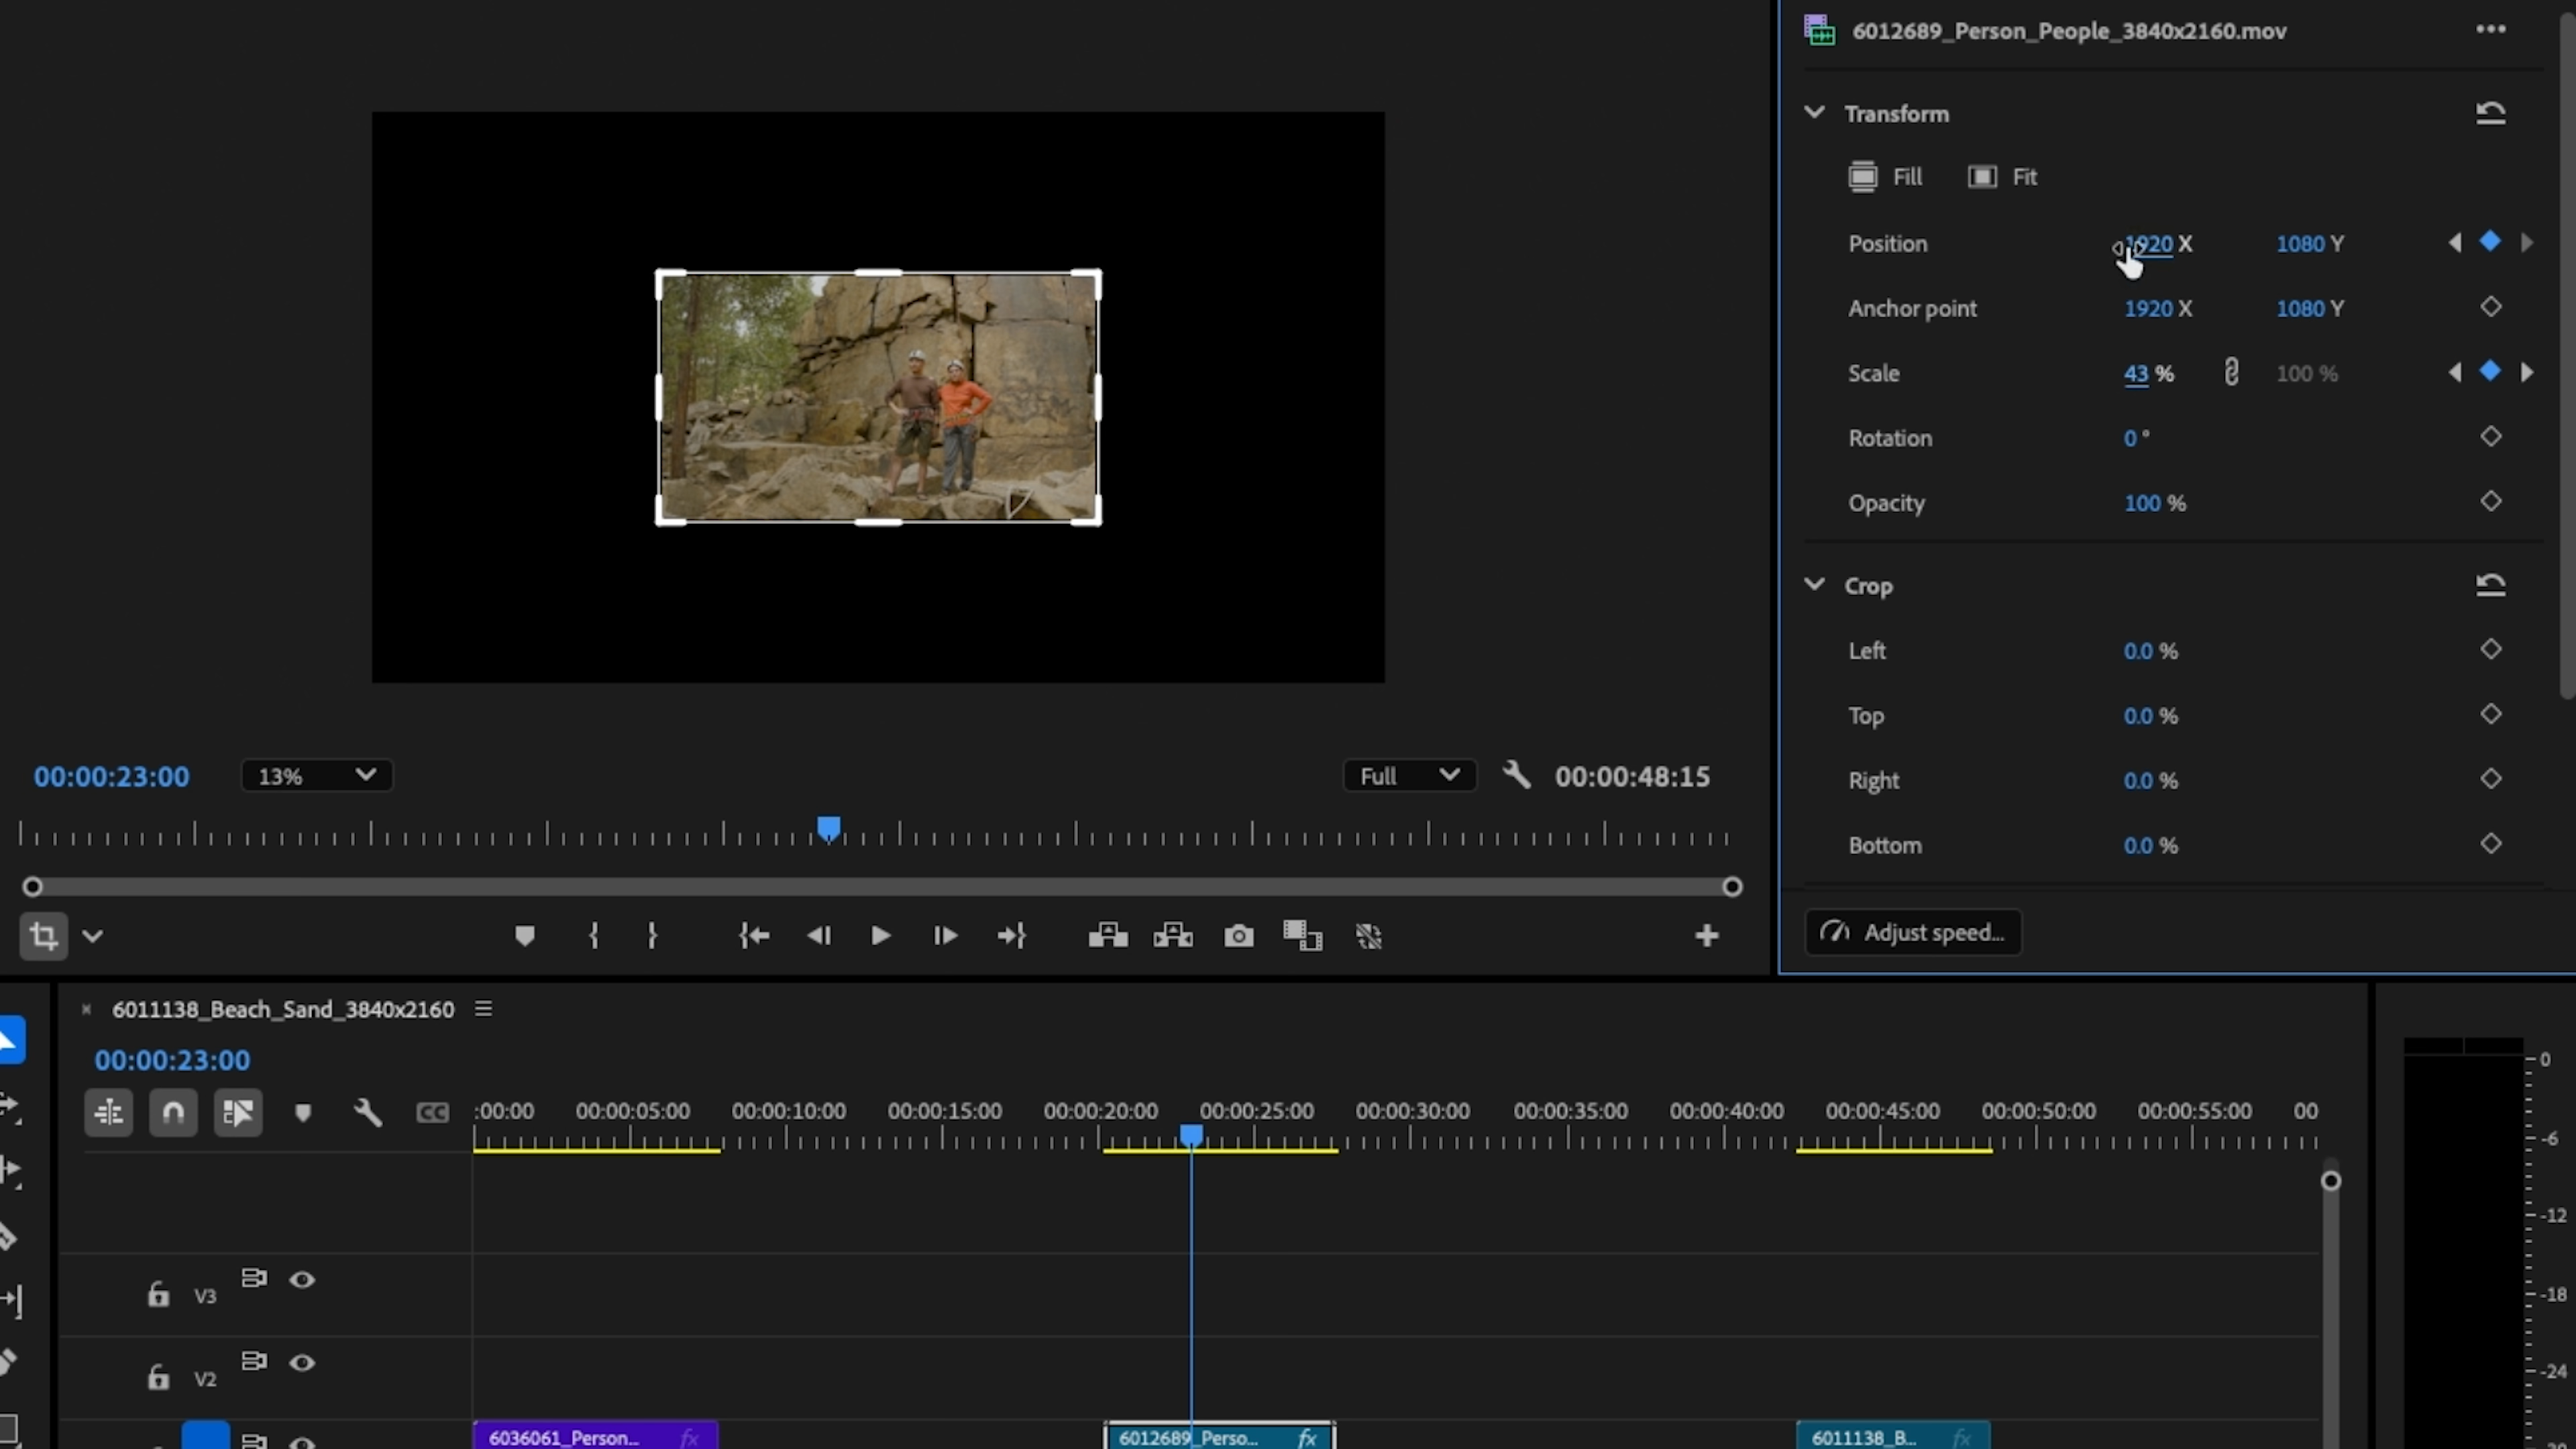 6012689_Person_People_3840x2160.mov
Transform
Fill Fit
Position 1920 X 1080 Y
Anchor point 1920 X 1080 Y
Scale 43 % 100 %
Rotation 0 °
Opacity 100 %
Crop
Left 0.0 %
Top 0.0 %
Right 0.0 %
Bottom 0.0 %
Adjust speed...
00:00:23:00 13% Full 00:00:48:15
6011138_Beach_Sand_3840x2160
00:00:23:00
CC :00:00 00:00:05:00 00:00:10:00 00:00:15:00 00:00:20:00 00:00:25:00 00:00:30:00 00:00:35:00 00:00:40:00 00:00:45:00 00:00:50:00 00:00:55:00 00
V3
V2
6036061_Person... fx 6012689_Perso... fx 6011138_B... fx
0
-6
-12
-18
-24